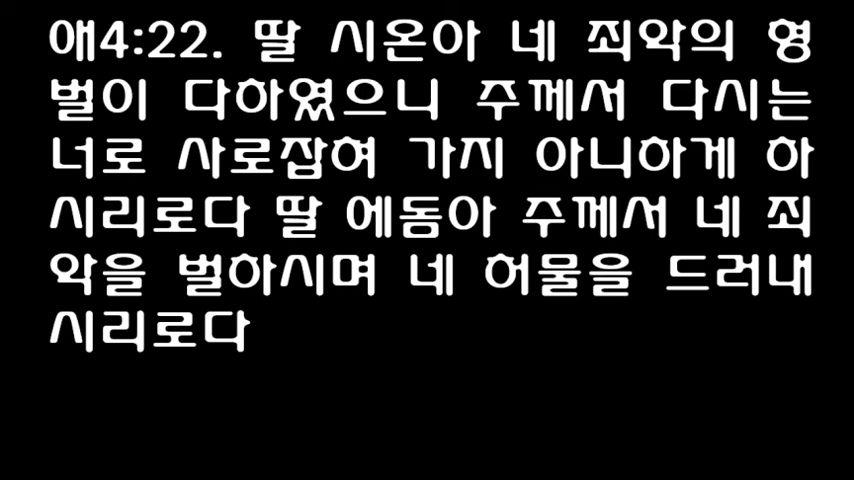 애4:22. 딸 시온아 네 죄악의 형
벌이 다하였으니 주께서 다시는
너로 사로잡혀 가지 아니하게 하
시리로다 딸 에돔아 주께서 네 죄
악을 벌하시며 네 허물을 드러내
시리로다